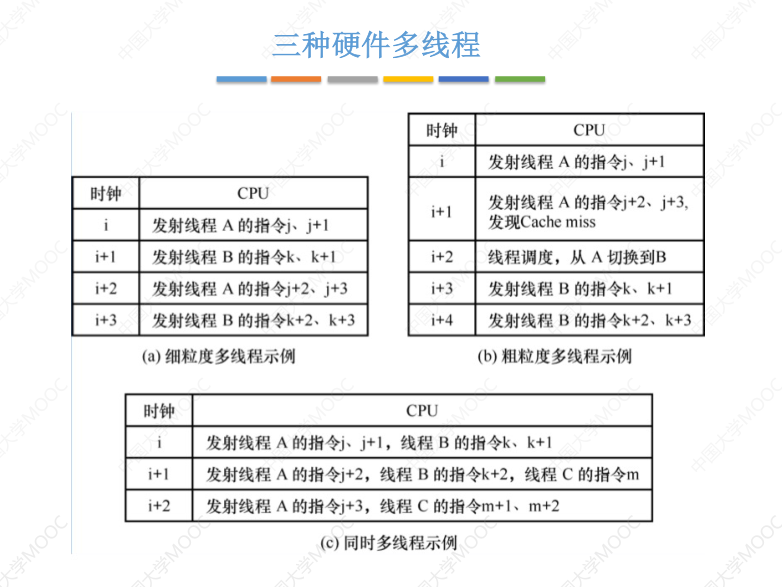 三种硬件多线程
时钟 CPU
i 发射线程 A 的指令j、j+1
i+1 发射线程 B 的指令k、k+1
i+2 发射线程 A 的指令j+2、j+3
i+3 发射线程 B 的指令k+2、k+3
(a) 细粒度多线程示例
时钟 CPU
i 发射线程 A 的指令j、j+1
i+1 发射线程 A 的指令j+2、j+3,
发现Cache miss
i+2 线程调度，从 A 切换到B
i+3 发射线程 B 的指令k、k+1
i+4 发射线程 B 的指令k+2、k+3
(b) 粗粒度多线程示例
时钟 CPU
i 发射线程 A 的指令j、j+1，线程 B 的指令k、k+1
i+1 发射线程 A 的指令j+2，线程 B 的指令k+2，线程 C 的指令m
i+2 发射线程 A 的指令j+3，线程 C 的指令m+1、m+2
(c) 同时多线程示例
中国大学MOOC